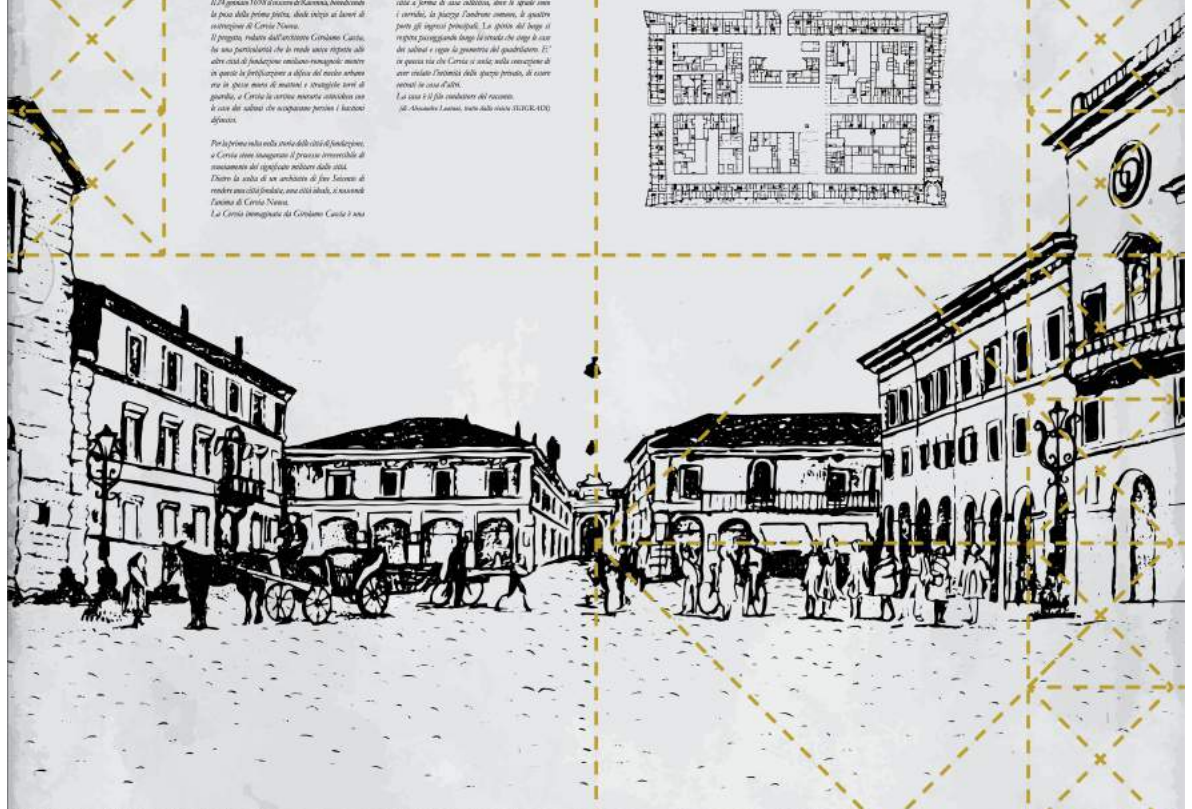 Il 24 gennaio 1698 il vescovo di Ravenna, benedicendo
la posa della prima pietra, diede inizio ai lavori di
costruzione di Cervia Nuova.
Il progetto, redatto dall'architetto Girolamo Caccia,
ha una particolarità che lo rende unico rispetto alle
altre città di fondazione emiliano-romagnole: mentre
in queste la fortificazione a difesa del nucleo urbano
era in spesse mura di mattoni e strategiche torri di
guardia, a Cervia la cortina muraria coincideva con
le case dei salinai che occupavano persino i bastioni
difensivi.
Per la prima volta nella storia delle città di fondazione,
a Cervia viene inaugurato il processo irreversibile di
svuotamento del significato militare della città.
Dietro la scelta di un architetto di fine Seicento di
rendere una città fondata, una città ideale, si nasconde
l'anima di Cervia Nuova.
La Cervia immaginata da Girolamo Caccia è una
città a forma di casa collettiva, dove le strade sono
i corridoi, la piazza l'androne comune, le quattro
porte gli ingressi principali. Lo spirito del luogo si
respira passeggiando lungo la strada che cinge le case
dei salinai e segue la geometria del quadrilatero. E'
in questa via che Cervia si svela; nella sensazione di
aver violato l'intimità dello spazio privato, di essere
entrati in casa d'altri.
La casa è il filo conduttore del racconto.
(di Alessandra tratto dalla rivista